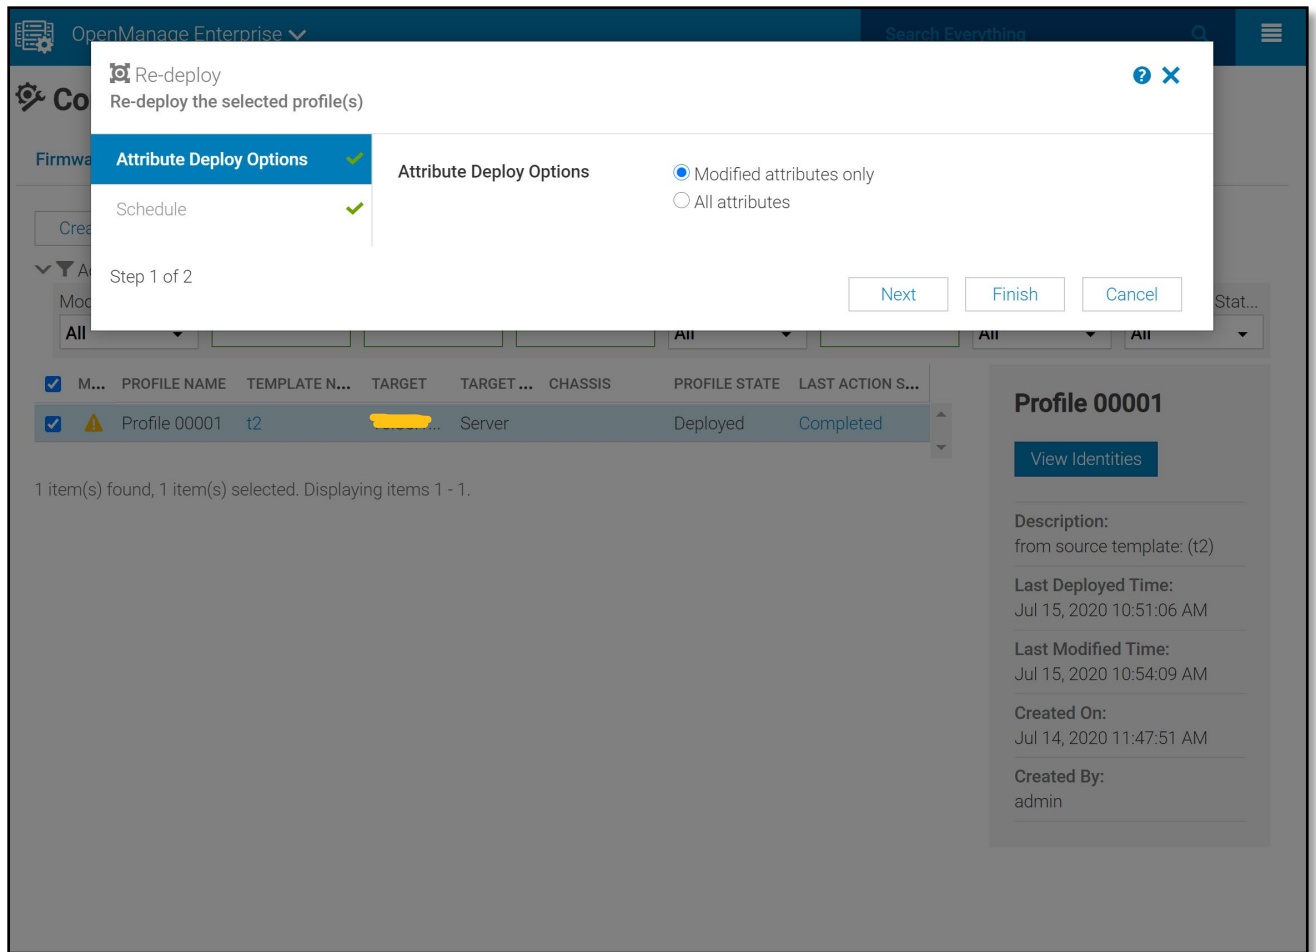 OpenManage Enterprise
Search Everything
Re-deploy
Re-deploy the selected profile(s)
Co
Firmwa
Attribute Deploy Options
Schedule
Attribute Deploy Options
Modified attributes only
All attributes
Crea
Step 1 of 2
Next
Finish
Cancel
Stat...
All
All
All
All
M... PROFILE NAME TEMPLATE N... TARGET TARGET ... CHASSIS PROFILE STATE LAST ACTION S...
Profile 00001 t2 Server Deployed Completed
1 item(s) found, 1 item(s) selected. Displaying items 1 - 1.
Profile 00001
View Identities
Description:
from source template: (t2)
Last Deployed Time:
Jul 15, 2020 10:51:06 AM
Last Modified Time:
Jul 15, 2020 10:54:09 AM
Created On:
Jul 14, 2020 11:47:51 AM
Created By:
admin